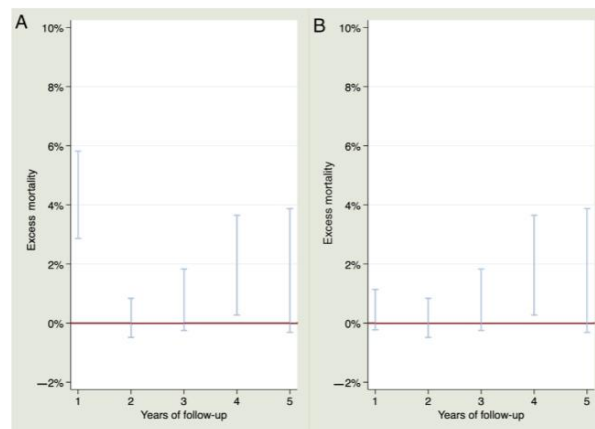 A
10%
8%
6%
4%
2%
0%
—2%
Excess mortality
1 2 3 4 5
Years of follow-up
B
10%
8%
6%
4%
2%
0%
—2%
Excess mortality
1 2 3 4 5
Years of follow-up